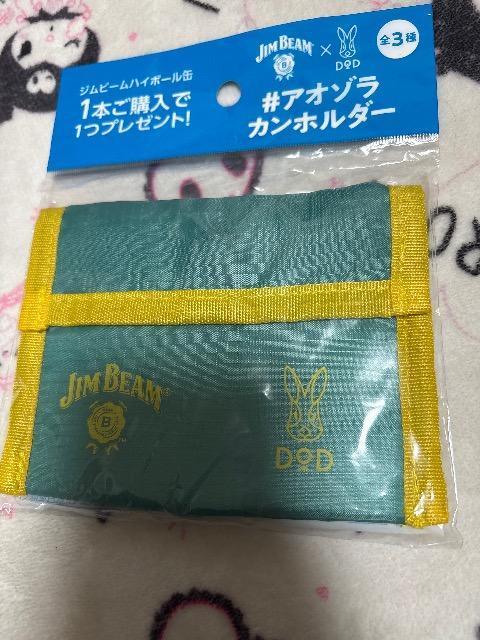 ジムビームハイボール缶
1本ご購入で
1つプレゼント!
JIM BEAM
B
×
DOD
全3種
#アオゾラ
カンホルダー
JIM BEAM®
B
DOD
RO